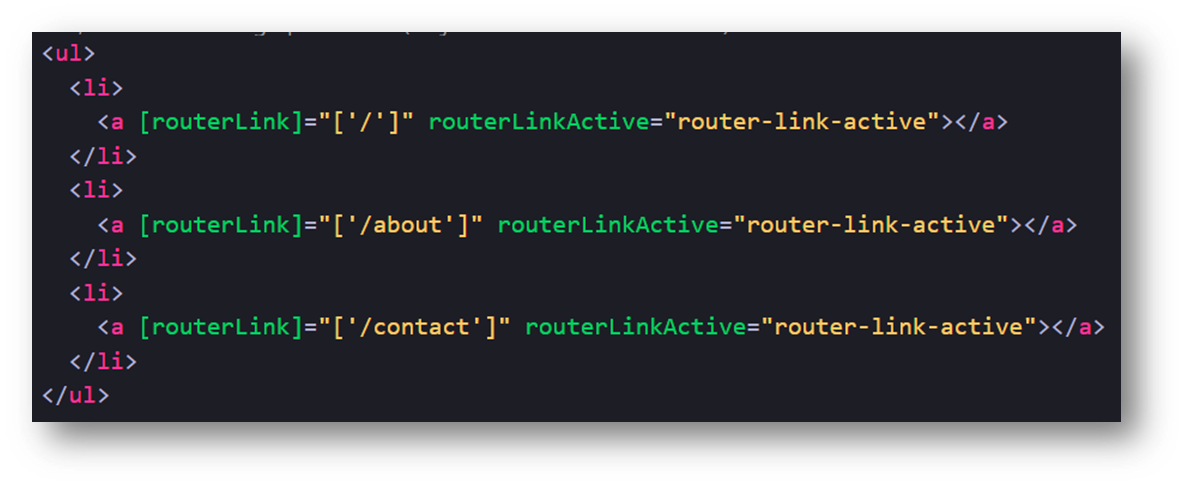 <ul>
  <li>
    <a [routerLink]="['/']" routerLinkActive="router-link-active"></a>
  </li>
  <li>
    <a [routerLink]="['/about']" routerLinkActive="router-link-active"></a>
  </li>
  <li>
    <a [routerLink]="['/contact']" routerLinkActive="router-link-active"></a>
  </li>
</ul>